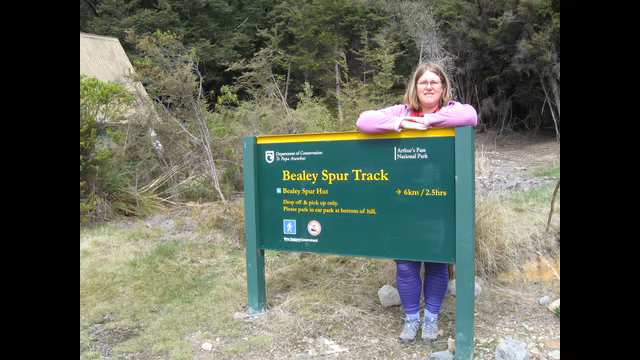 Department of Conservation
Te Papa Atawhai
Arthur's Pass
National Park
Bealey Spur Track
Bealey Spur Hut → 6km / 2.5hrs
Drop off & pick up only.
Please park in car park at bottom of hill.